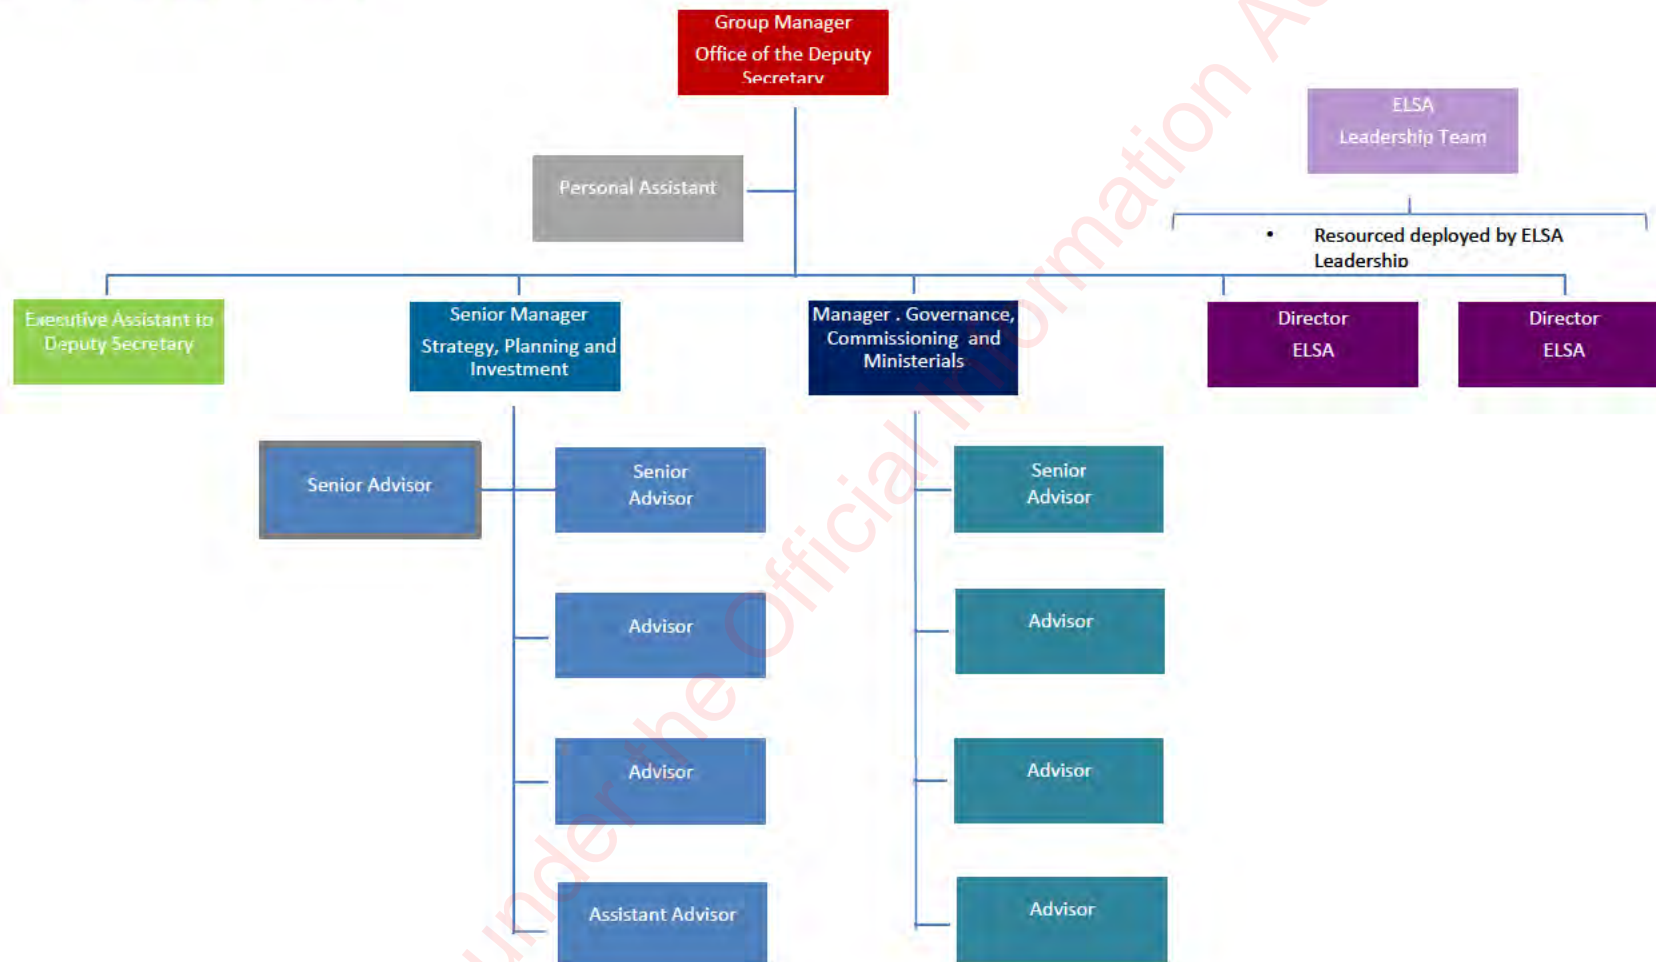 Group Manager
Office of the Deputy
Secretary
ELSA
Leadership Team
Personal Assistant
• Resourced deployed by ELSA
Leadership
Executive Assistant to
Deputy Secretary
Senior Manager
Strategy, Planning and
Investment
Manager . Governance,
Commissioning and
Ministerials
Director
ELSA
Director
ELSA
Senior Advisor
Senior
Advisor
Senior
Advisor
Advisor
Advisor
Advisor
Advisor
Assistant Advisor
Advisor
under the Official Information